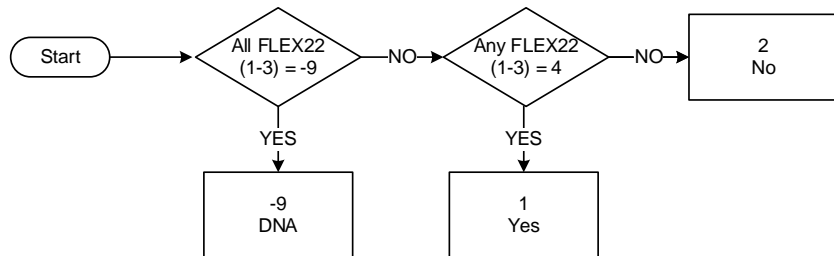 Start
All FLEX22
(1-3) = -9
NO
Any FLEX22
(1-3) = 4
NO
2
No
YES
YES
-9
DNA
1
Yes